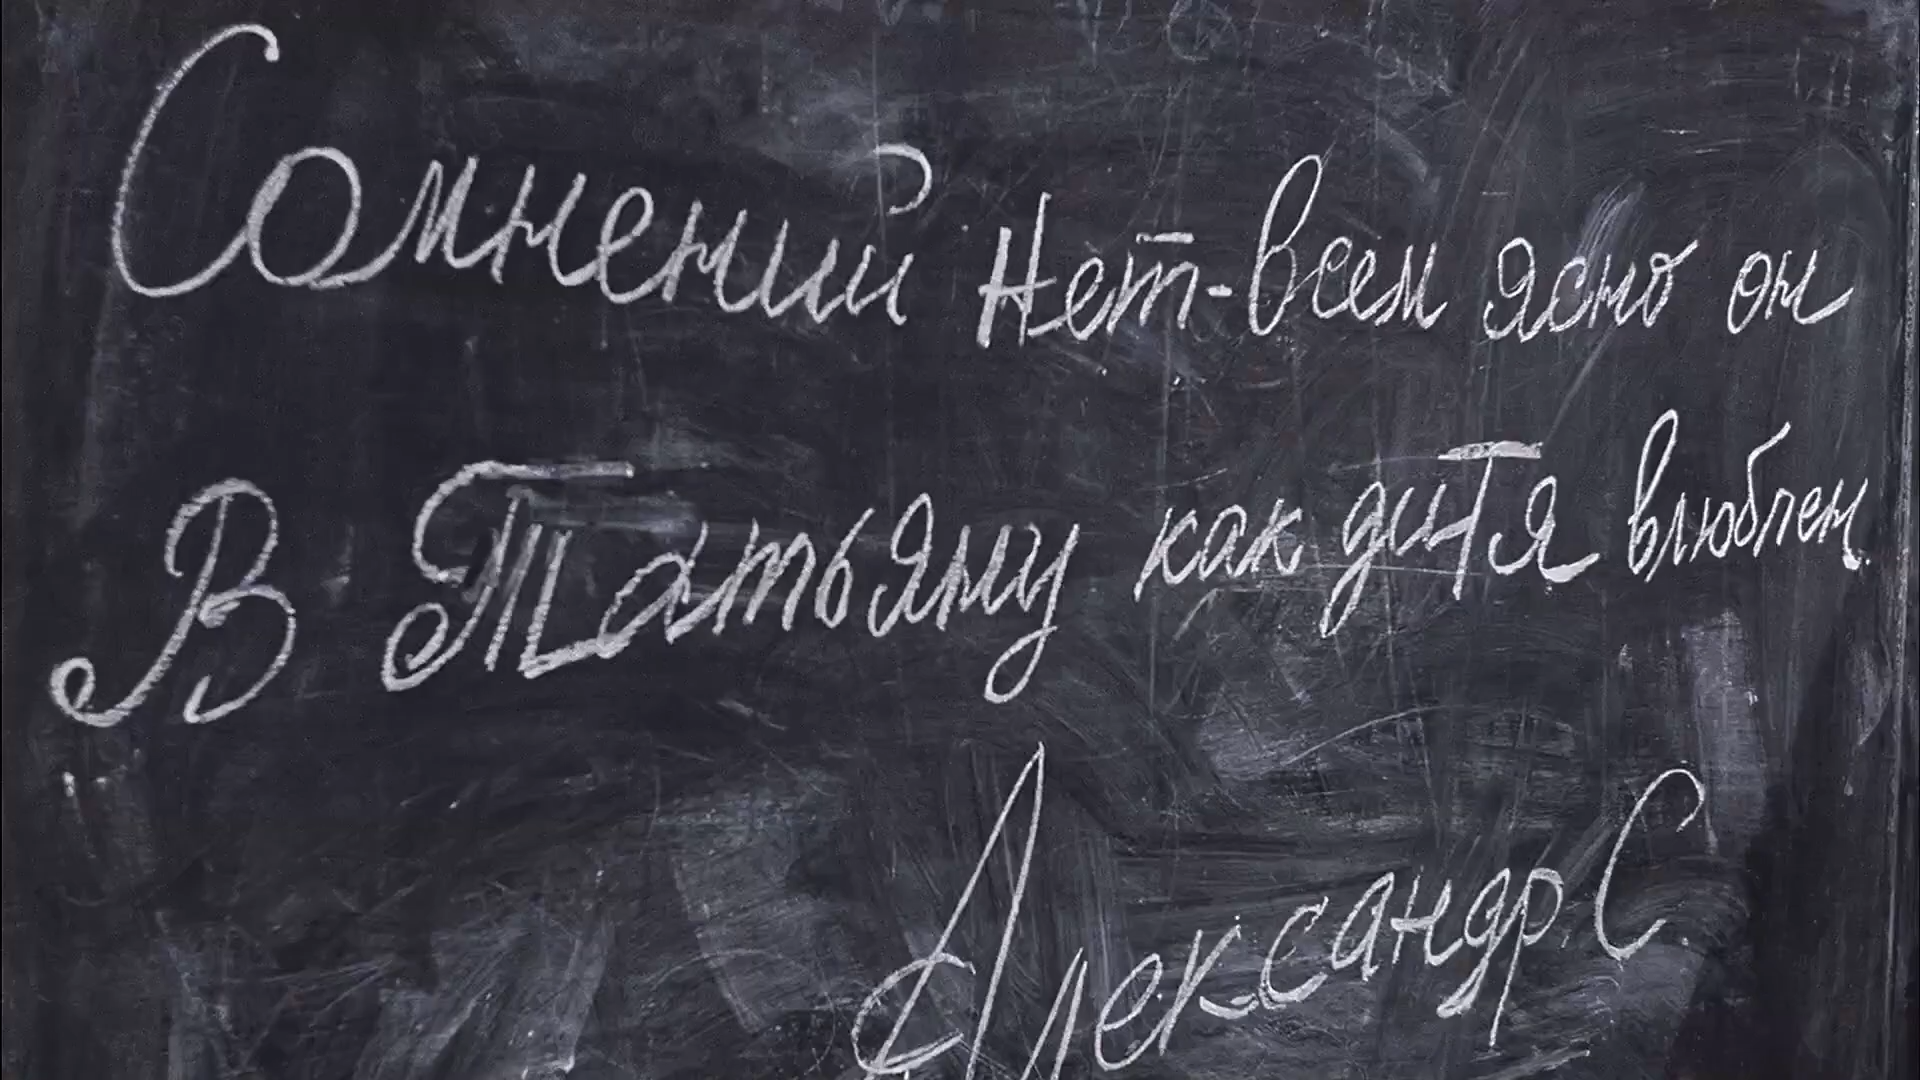 Сомнений нет-всем ясно он
В Татьяну как дитя влюблен.
Александр.С.